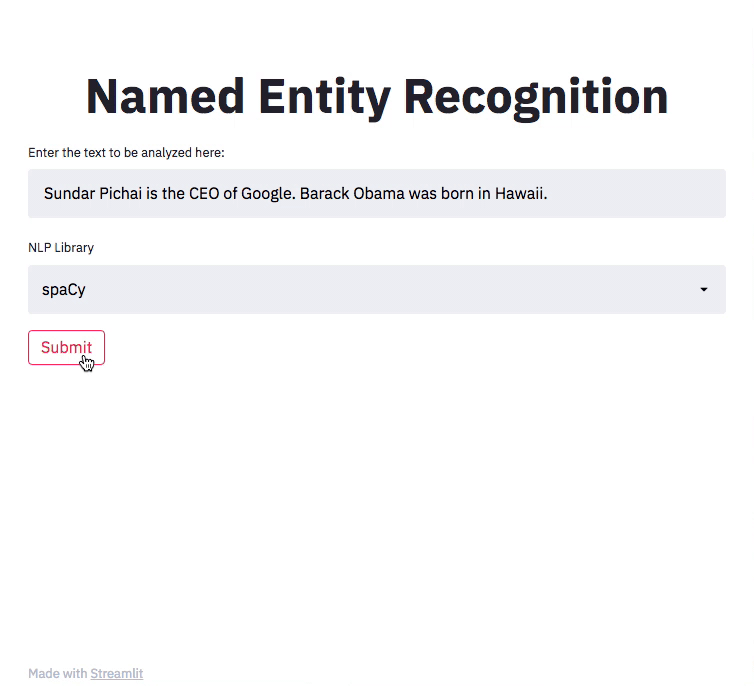 Named Entity Recognition
Enter the text to be analyzed here:
Sundar Pichai is the CEO of Google. Barack Obama was born in Hawaii.
NLP Library
spaCy
Submit
Made with Streamlit